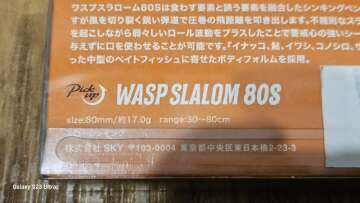 ワスプスラローム80Sは食わす要素と誘う要素を融合したシンキングペン
すが風を切り裂く鋭い弾道で圧巻の飛距離を叩き出します。不規則な
を起こしながら弱々しいロール波動をプラスしたことで警戒心の強いシー
与えずに口を使わせることが可能です。『イナッコ、鮎、イワシ、コノシロ、
った中型のベイトフィッシュに寄せたボディフォルムを採用。
Pick up WASP SLALOM 80S
size:80mm/約17.0g range:30~80cm
株式会社 SKY 〒103-0004 東京都中央区東日本橋2-23-3
Galaxy S23 Ultra